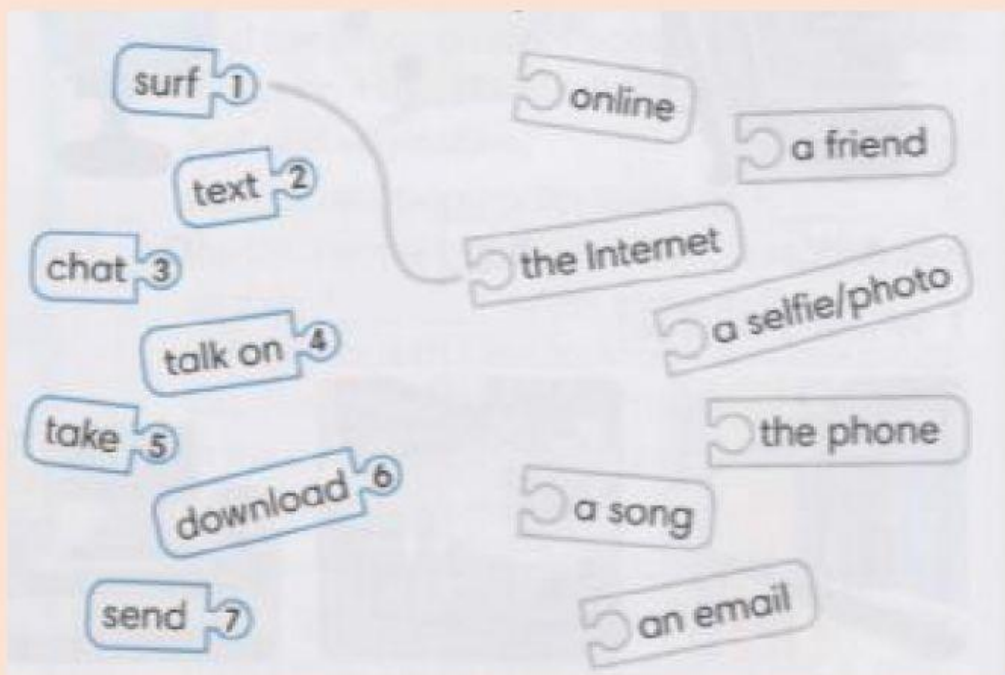 surf 1
online
a friend
text 2
the Internet
chat 3
a selfie/photo
talk on 4
take 5
the phone
download 6
a song
send 7
an email